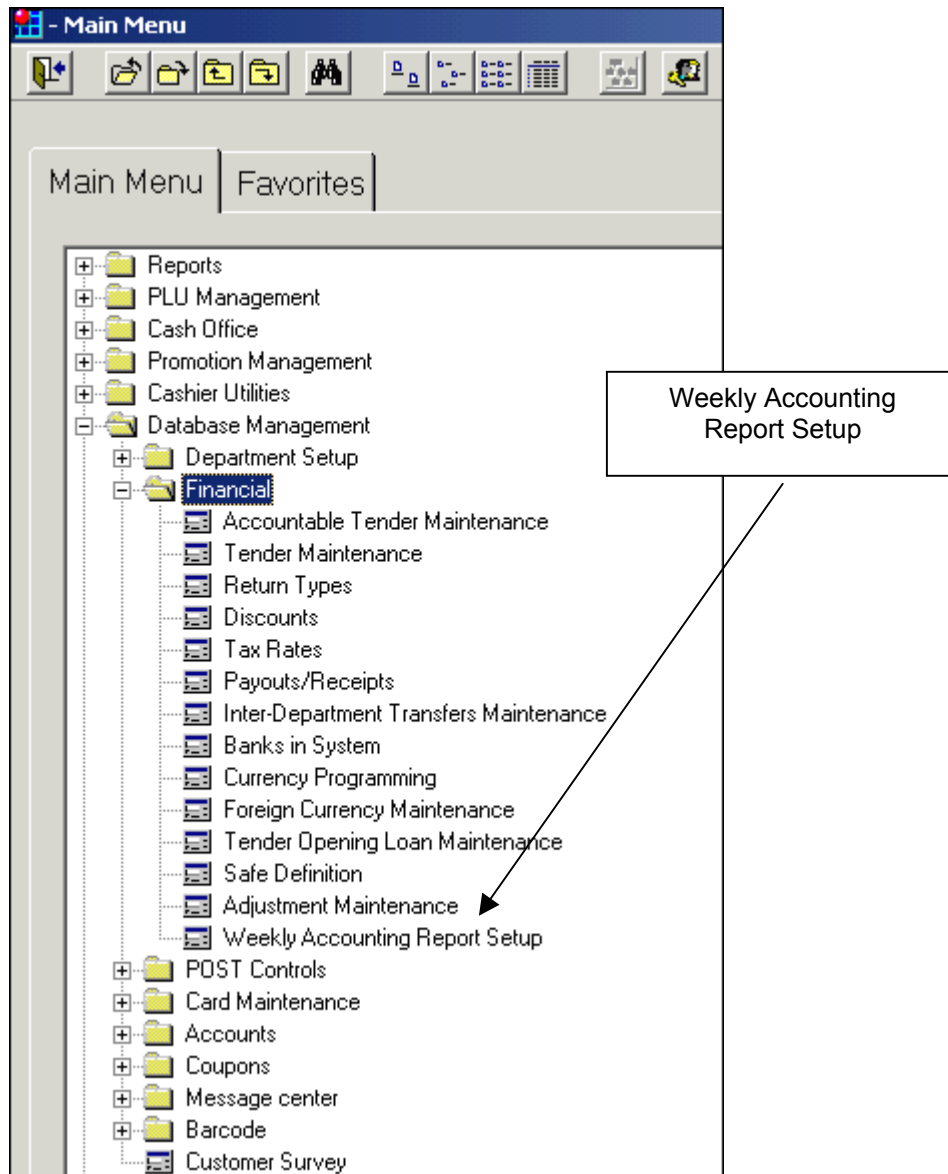 - Main Menu
Main Menu
Favorites
Reports
PLU Management
Cash Office
Promotion Management
Cashier Utilities
Database Management
Department Setup
Financial
Accountable Tender Maintenance
Tender Maintenance
Return Types
Discounts
Tax Rates
Payouts/Receipts
Inter-Department Transfers Maintenance
Banks in System
Currency Programming
Foreign Currency Maintenance
Tender Opening Loan Maintenance
Safe Definition
Adjustment Maintenance
Weekly Accounting Report Setup
POST Controls
Card Maintenance
Accounts
Coupons
Message center
Barcode
Customer Survey
Weekly Accounting
Report Setup